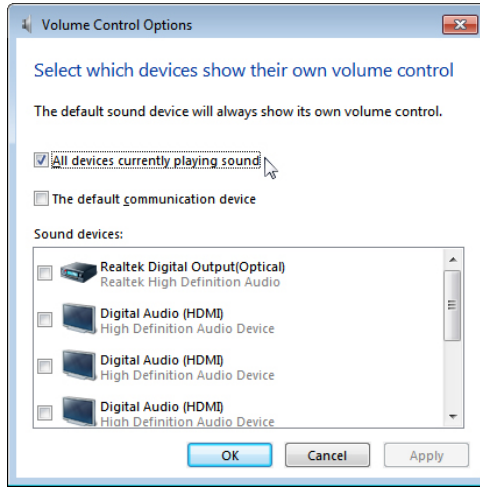 Volume Control Options
Select which devices show their own volume control
The default sound device will always show its own volume control.
All devices currently playing sound
The default communication device
Sound devices:
Realtek Digital Output(Optical)
Realtek High Definition Audio
Digital Audio (HDMI)
High Definition Audio Device
Digital Audio (HDMI)
High Definition Audio Device
Digital Audio (HDMI)
High Definition Audio Device
OK Cancel Apply